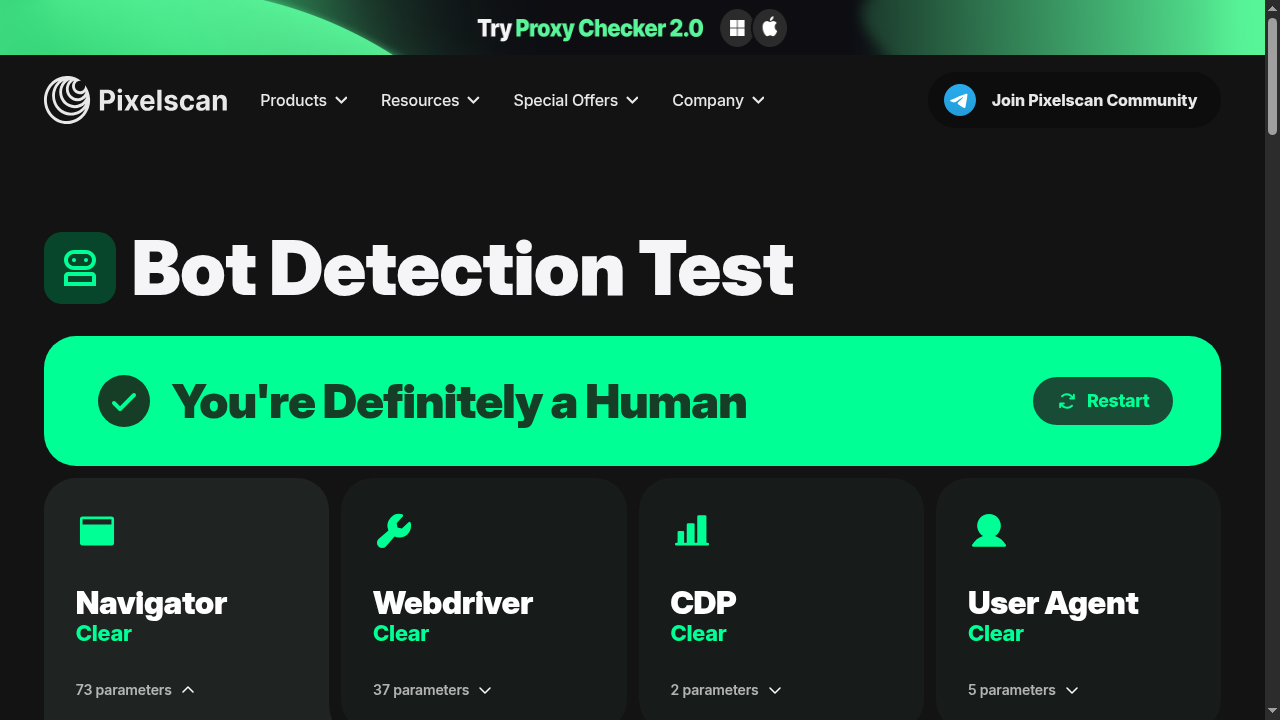 Try Proxy Checker 2.0
Pixelscan
Products
Resources
Special Offers
Company
Join Pixelscan Community
Bot Detection Test
You're Definitely a Human
Restart
Navigator
Clear
73 parameters
Webdriver
Clear
37 parameters
CDP
Clear
2 parameters
User Agent
Clear
5 parameters